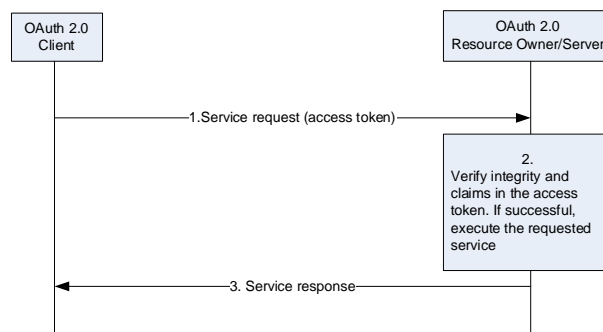 OAuth 2.0
Client
OAuth 2.0
Resource Owner/Server
1.Service request (access token)
2.
Verify integrity and
claims in the access
token. If successful,
execute the requested
service
3. Service response